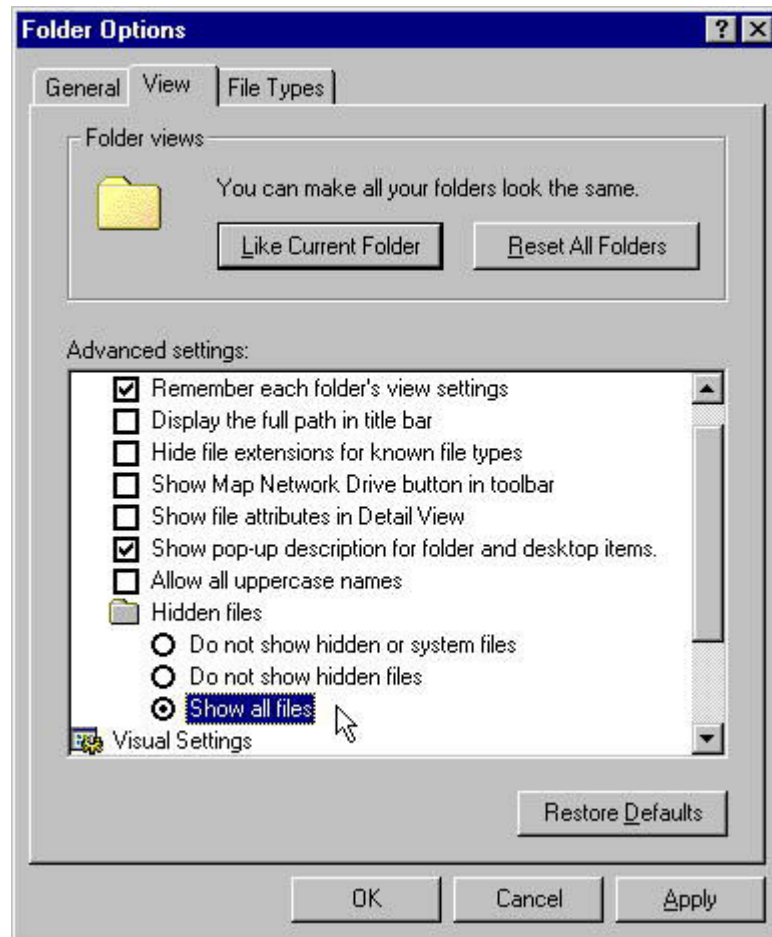 Folder Options
General View File Types
Folder views
You can make all your folders look the same.
Like Current Folder Reset All Folders
Advanced settings:
Remember each folder's view settings
Display the full path in title bar
Hide file extensions for known file types
Show Map Network Drive button in toolbar
Show file attributes in Detail View
Show pop-up description for folder and desktop items.
Allow all uppercase names
Hidden files
Do not show hidden or system files
Do not show hidden files
Show all files
Visual Settings
Restore Defaults
OK Cancel Apply